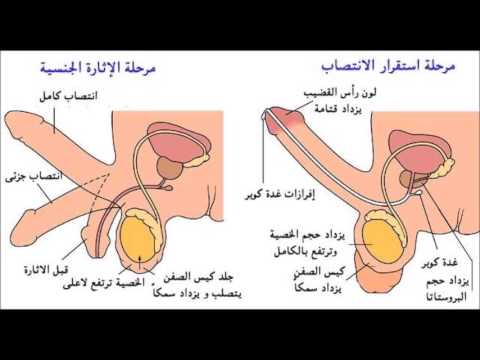 مرحلة استقرار الانتصاب
لون رأس القضيب
يزداد قتامة
إفرازات غدة كوبر
يزداد حجم الخصية
وترتفع بالكامل
كيس الصفن
يزداد سمكاً
غدة كوبر
يزداد حجم
البروستاتا
مرحلة الإثارة الجنسية
انتصاب كامل
انتصاب جزئى
قبل الاثارة
الخصية ترتفع لاعلى
جلد كيس الصفن
يتصلب و يزداد سمكاً